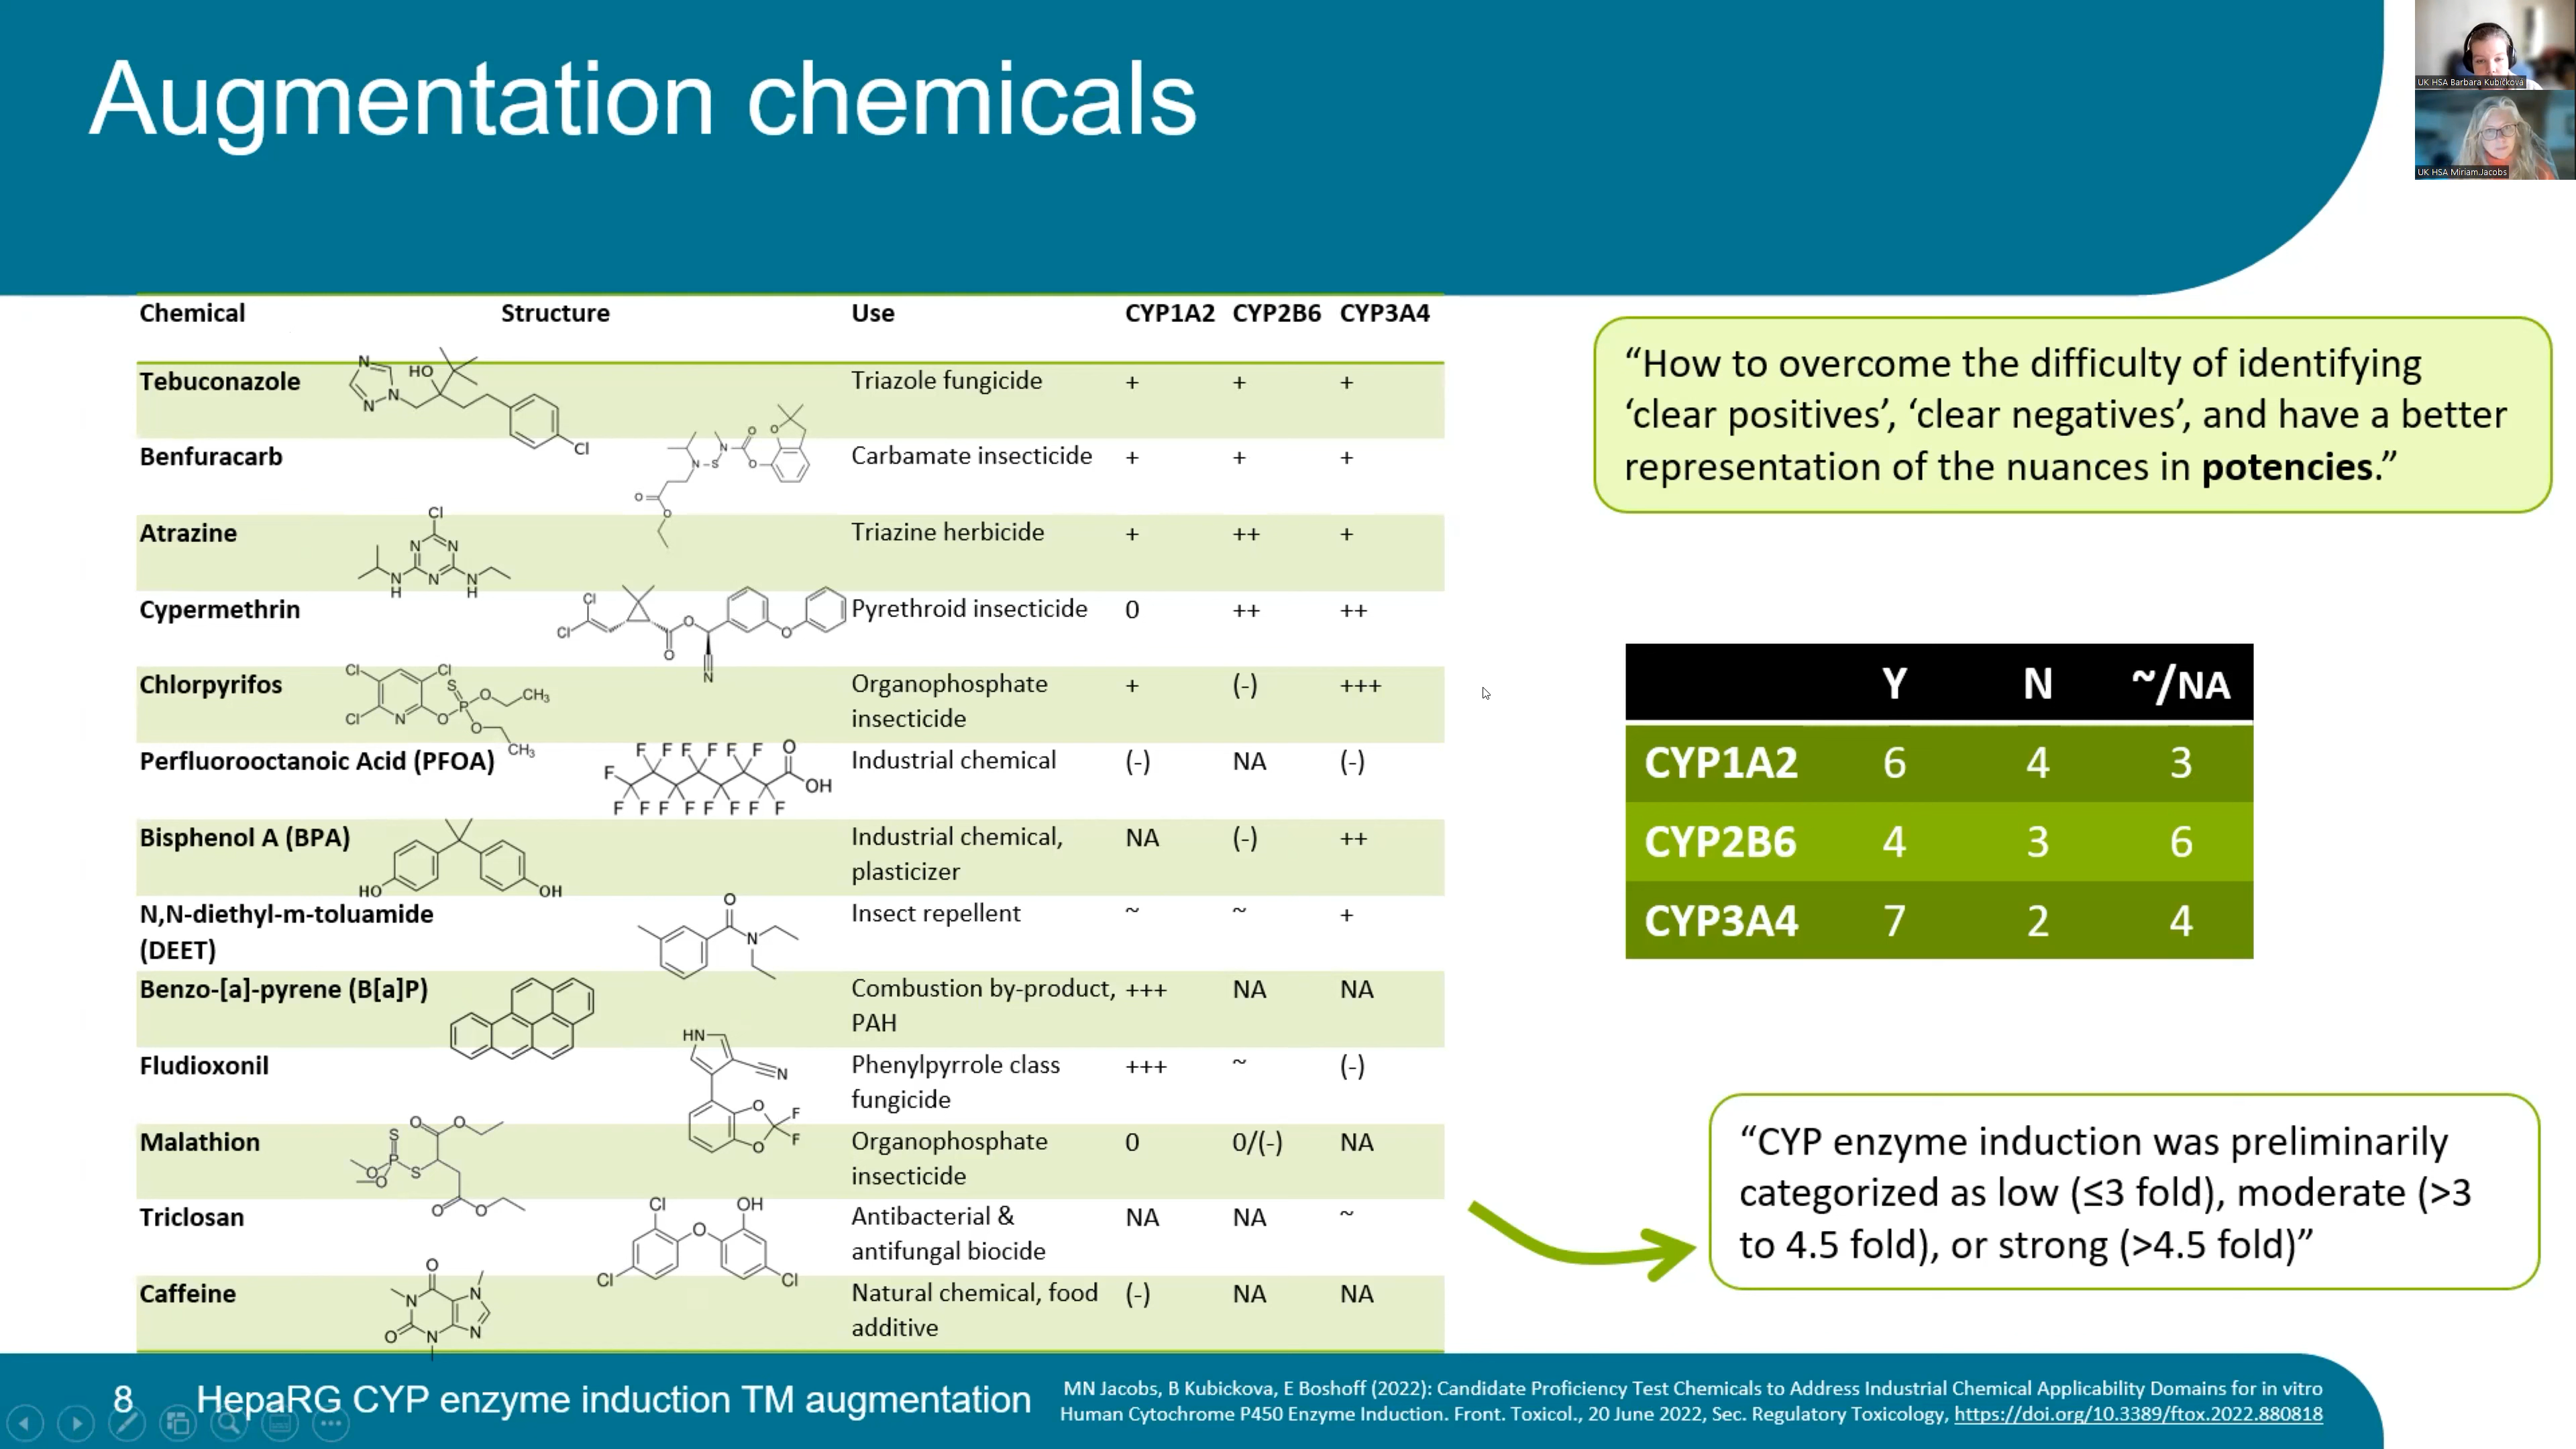 Augmentation chemicals
UK HSA Barbara Kubíčková
UK HSA MiriamJacobs
Chemical Structure Use CYP1A2 CYP2B6 CYP3A4
Tebuconazole Triazole fungicide + + +
Benfuracarb Carbamate insecticide + + +
Atrazine Triazine herbicide + ++ +
Cypermethrin Pyrethroid insecticide 0 ++ ++
Chlorpyrifos Organophosphate + (-) +++
insecticide
Perfluorooctanoic Acid (PFOA) Industrial chemical (-) NA (-)
Bisphenol A (BPA) Industrial chemical, NA (-) ++
plasticizer
N,N-diethyl-m-toluamide Insect repellent ~ ~ +
(DEET)
Benzo-[a]-pyrene (B[a]P) Combustion by-product, +++ NA NA
PAH
Fludioxonil Phenylpyrrole class +++ ~ (-)
fungicide
Malathion Organophosphate 0 0/(-) NA
insecticide
Triclosan Antibacterial & NA NA ~
antifungal biocide
Caffeine Natural chemical, food (-) NA NA
additive
“How to overcome the difficulty of identifying
‘clear positives’, ‘clear negatives’, and have a better
representation of the nuances in potencies.”
Y N ~/NA
CYP1A2 6 4 3
CYP2B6 4 3 6
CYP3A4 7 2 4
“CYP enzyme induction was preliminarily
categorized as low (≤3 fold), moderate (>3
to 4.5 fold), or strong (>4.5 fold)”
8 HepaRG CYP enzyme induction TM augmentation
MN Jacobs, B Kubickova, E Boshoff (2022): Candidate Proficiency Test Chemicals to Address Industrial Chemical Applicability Domains for in vitro
Human Cytochrome P450 Enzyme Induction. Front. Toxicol., 20 June 2022, Sec. Regulatory Toxicology, https://doi.org/10.3389/ftox.2022.880818